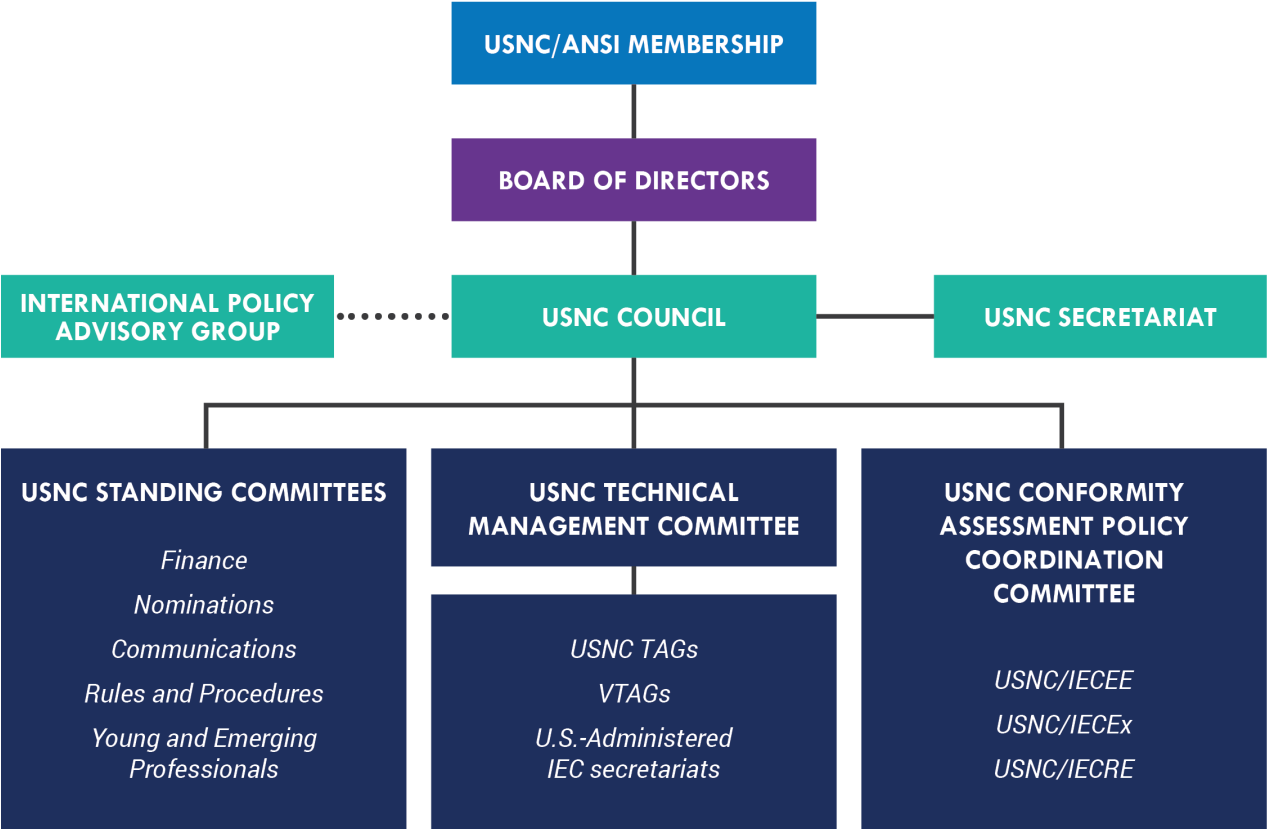 USNC/ANSI MEMBERSHIP
BOARD OF DIRECTORS
INTERNATIONAL POLICY
ADVISORY GROUP
USNC COUNCIL
USNC SECRETARIAT
USNC STANDING COMMITTEES
Finance
Nominations
Communications
Rules and Procedures
Young and Emerging
Professionals
USNC TECHNICAL
MANAGEMENT COMMITTEE
USNC TAGs
VTAGs
U.S.-Administered
IEC secretariats
USNC CONFORMITY
ASSESSMENT POLICY
COORDINATION
COMMITTEE
USNC/IECEE
USNC/IECEx
USNC/IECRE